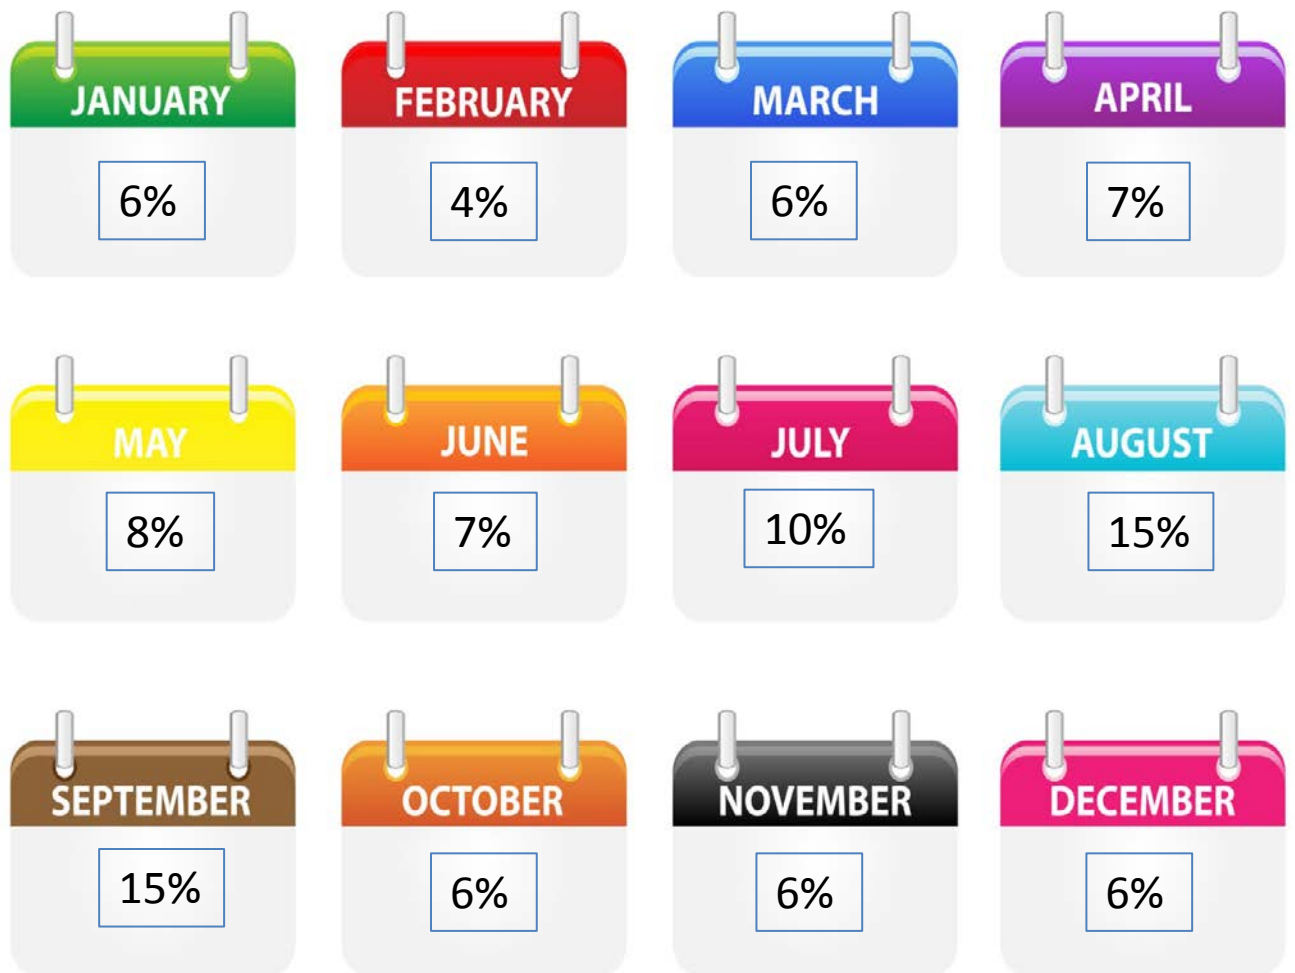 JANUARY
6%
FEBRUARY
4%
MARCH
6%
APRIL
7%
MAY
8%
JUNE
7%
JULY
10%
AUGUST
15%
SEPTEMBER
15%
OCTOBER
6%
NOVEMBER
6%
DECEMBER
6%